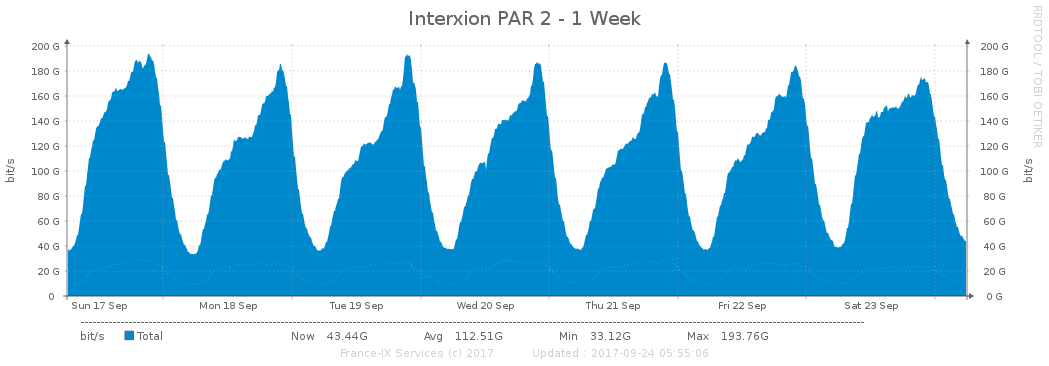 Interxion PAR 2 - 1 Week
RRDTOOL / TOBI OETIKER
200 G 200 G
180 G 180 G
160 G 160 G
140 G 140 G
120 G 120 G
100 G 100 G
80 G 80 G
60 G 60 G
40 G 40 G
20 G 20 G
0 0 G
bit/s bit/s
Sun 17 Sep Mon 18 Sep Tue 19 Sep Wed 20 Sep Thu 21 Sep Fri 22 Sep Sat 23 Sep
bit/s Total Now 43.44G Avg 112.51G Min 33.12G Max 193.76G
France-IX Services (c) 2017 Updated : 2017-09-24 05:55:06